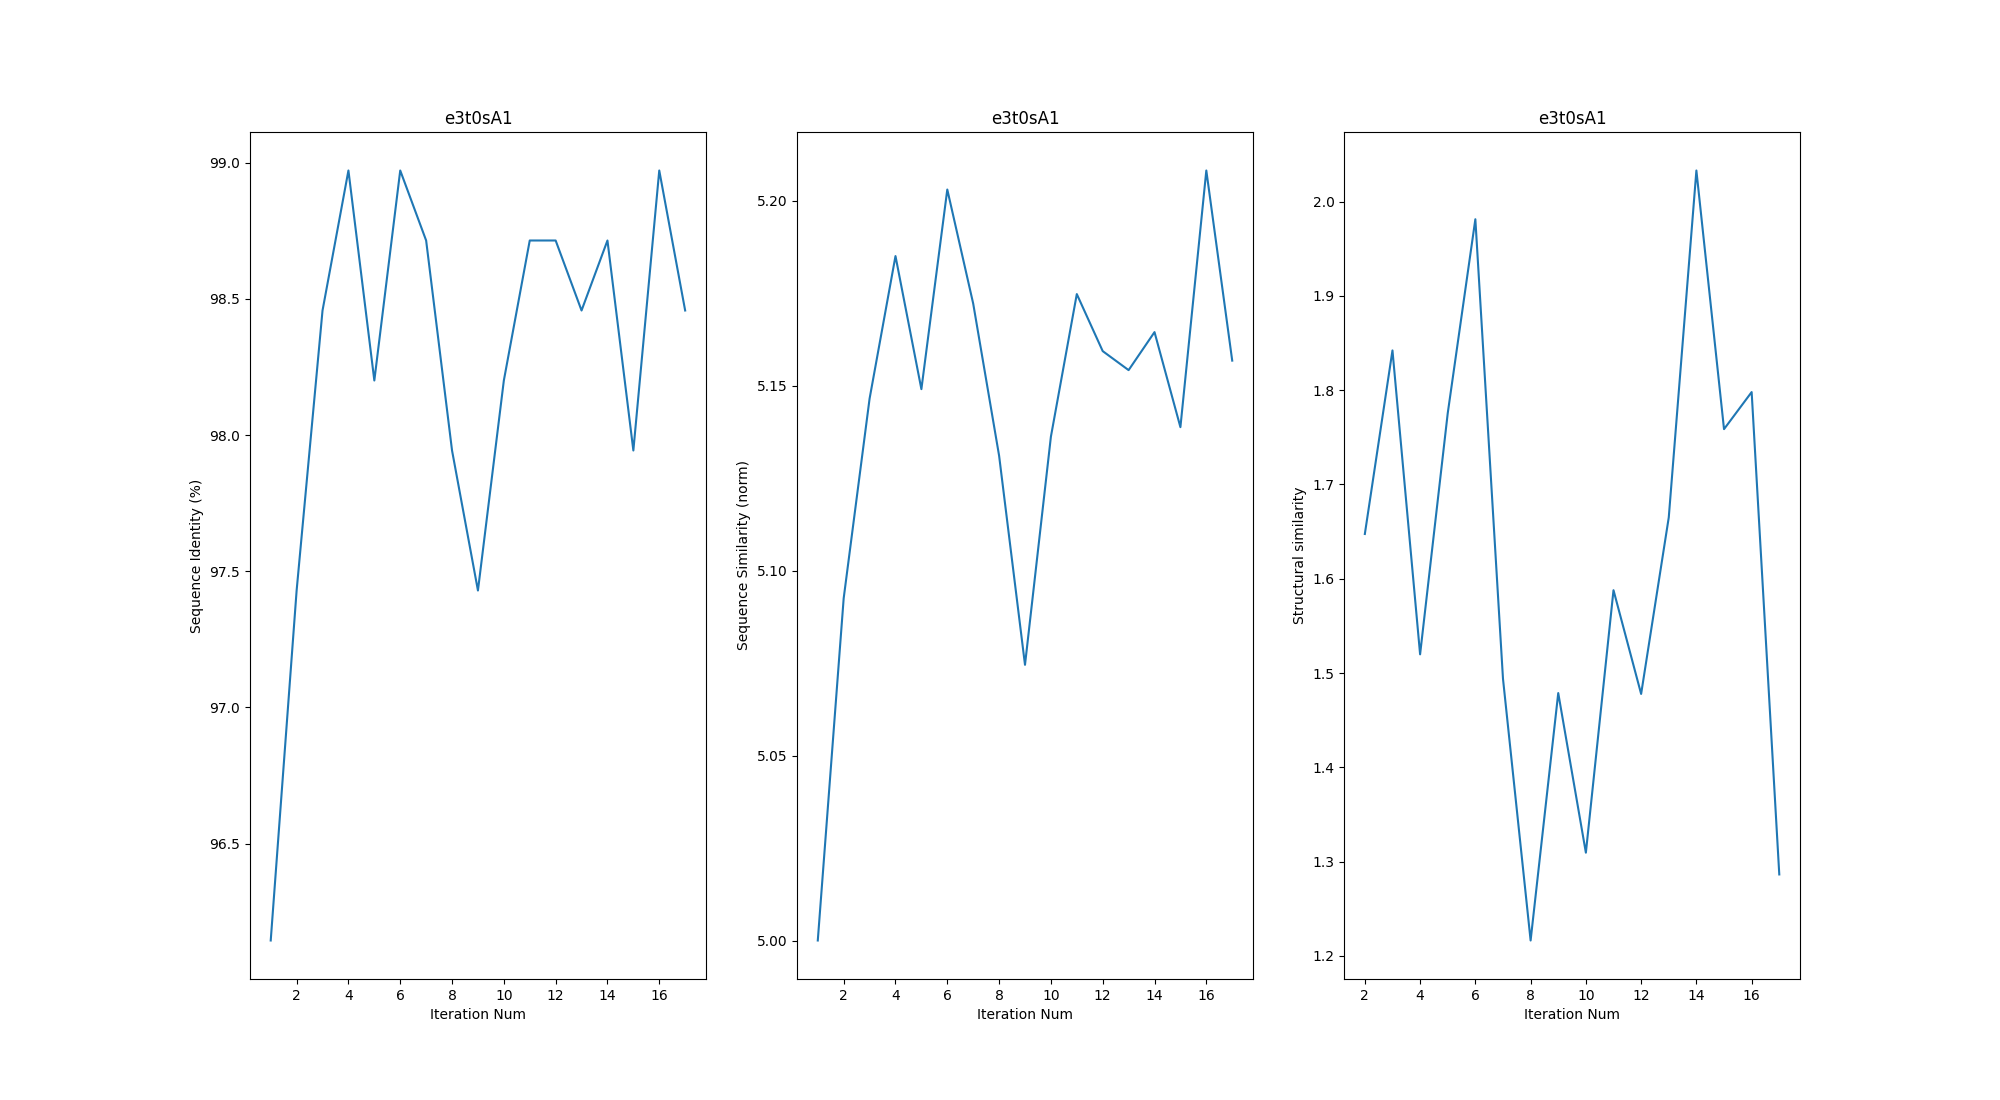 e3t0sA1
99.0
98.5
98.0
97.5
97.0
96.5
Sequence Identity (%)
2 4 6 8 10 12 14 16
Iteration Num
e3t0sA1
5.20
5.15
5.10
5.05
5.00
Sequence Similarity (norm)
2 4 6 8 10 12 14 16
Iteration Num
e3t0sA1
2.0
1.9
1.8
1.7
1.6
1.5
1.4
1.3
1.2
Structural similarity
2 4 6 8 10 12 14 16
Iteration Num